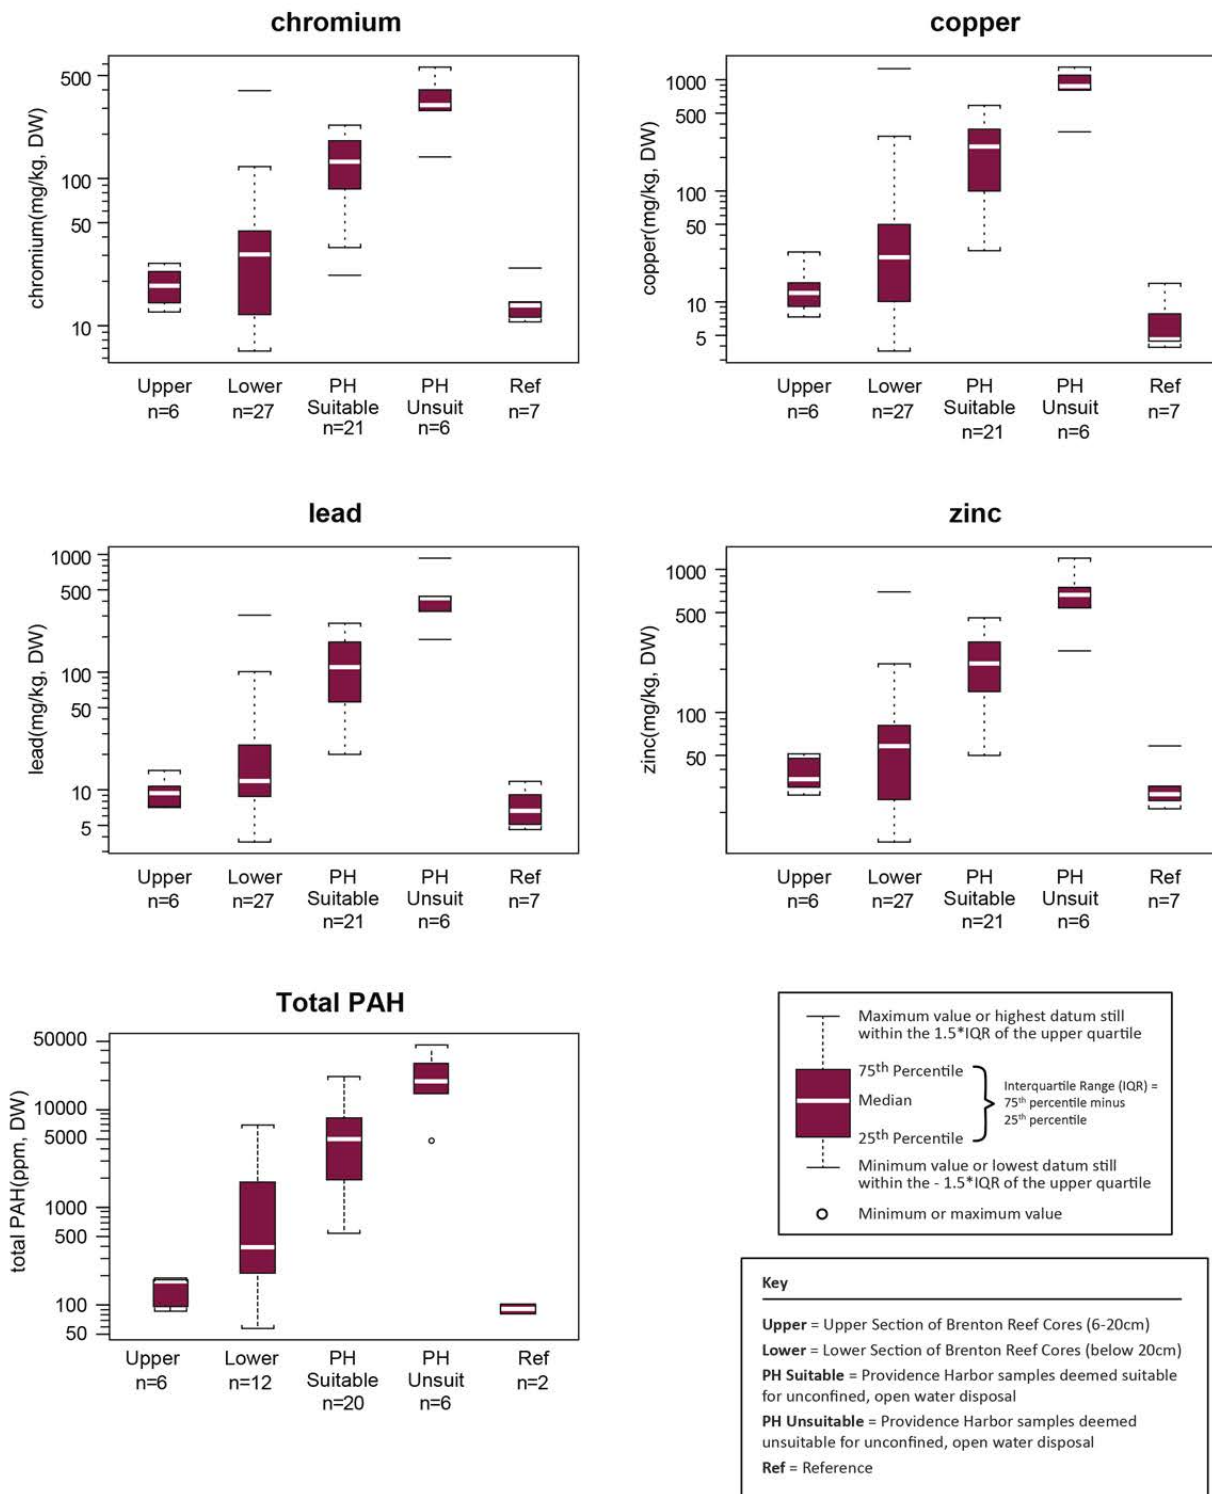 chromium
chromium(mg/kg, DW)
500
100
50
10
Upper
n=6
Lower
n=27
PH
Suitable
n=21
PH
Unsuit
n=6
Ref
n=7
copper
copper(mg/kg, DW)
1000
500
100
50
10
5
Upper
n=6
Lower
n=27
PH
Suitable
n=21
PH
Unsuit
n=6
Ref
n=7
lead
lead(mg/kg, DW)
1000
500
100
50
10
5
Upper
n=6
Lower
n=27
PH
Suitable
n=21
PH
Unsuit
n=6
Ref
n=7
zinc
zinc(mg/kg, DW)
1000
500
100
50
Upper
n=6
Lower
n=27
PH
Suitable
n=21
PH
Unsuit
n=6
Ref
n=7
Total PAH
total PAH(ppm, DW)
50000
10000
5000
1000
500
100
50
Upper
n=6
Lower
n=12
PH
Suitable
n=20
PH
Unsuit
n=6
Ref
n=2
Maximum value or highest datum still
within the 1.5*IQR of the upper quartile
75th Percentile
Median
25th Percentile
Interquartile Range (IQR) =
75th percentile minus
25th percentile
Minimum value or lowest datum still
within the - 1.5*IQR of the upper quartile
Minimum or maximum value
Key
Upper = Upper Section of Brenton Reef Cores (6-20cm)
Lower = Lower Section of Brenton Reef Cores (below 20cm)
PH Suitable = Providence Harbor samples deemed suitable
for unconfined, open water disposal
PH Unsuitable = Providence Harbor samples deemed
unsuitable for unconfined, open water disposal
Ref = Reference